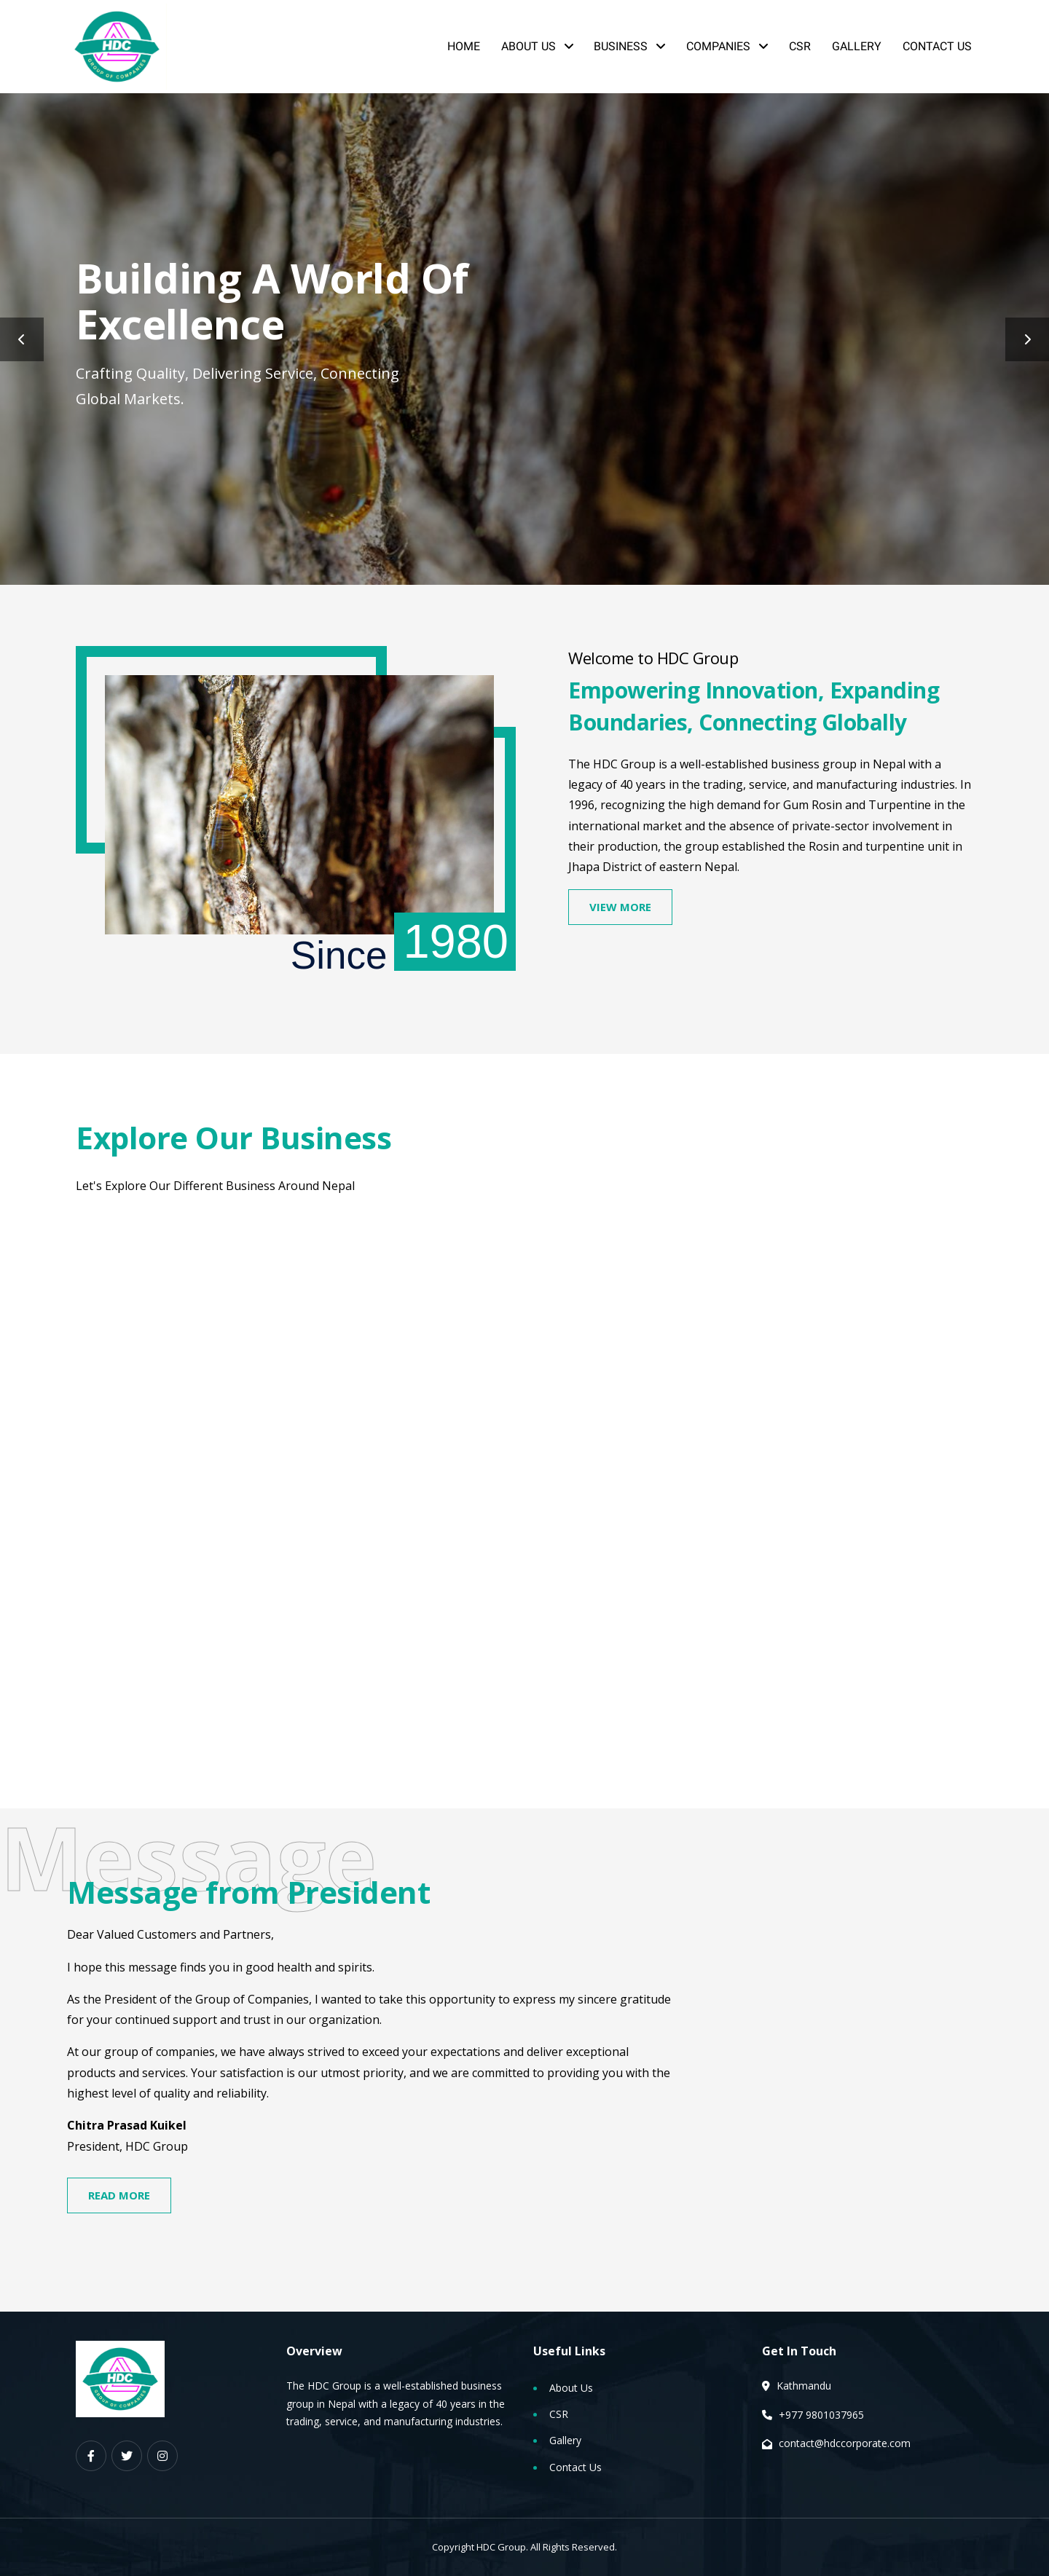 HDC
GROUP OF COMPANIES
HOME
ABOUT US
BUSINESS
COMPANIES
CSR
GALLERY
CONTACT US
Building A World Of
Excellence
Crafting Quality, Delivering Service, Connecting
Global Markets.
Since 1980
Welcome to HDC Group
Empowering Innovation, Expanding
Boundaries, Connecting Globally
The HDC Group is a well-established business group in Nepal with a
legacy of 40 years in the trading, service, and manufacturing industries. In
1996, recognizing the high demand for Gum Rosin and Turpentine in the
international market and the absence of private-sector involvement in
their production, the group established the Rosin and turpentine unit in
Jhapa District of eastern Nepal.
VIEW MORE
Explore Our Business
Let's Explore Our Different Business Around Nepal
Message
Message from President
Dear Valued Customers and Partners,
I hope this message finds you in good health and spirits.
As the President of the Group of Companies, I wanted to take this opportunity to express my sincere gratitude
for your continued support and trust in our organization.
At our group of companies, we have always strived to exceed your expectations and deliver exceptional
products and services. Your satisfaction is our utmost priority, and we are committed to providing you with the
highest level of quality and reliability.
Chitra Prasad Kuikel
President, HDC Group
READ MORE
HDC
GROUP OF COMPANIES
Overview
The HDC Group is a well-established business
group in Nepal with a legacy of 40 years in the
trading, service, and manufacturing industries.
Useful Links
About Us
CSR
Gallery
Contact Us
Get In Touch
Kathmandu
+977 9801037965
contact@hdccorporate.com
Copyright HDC Group. All Rights Reserved.